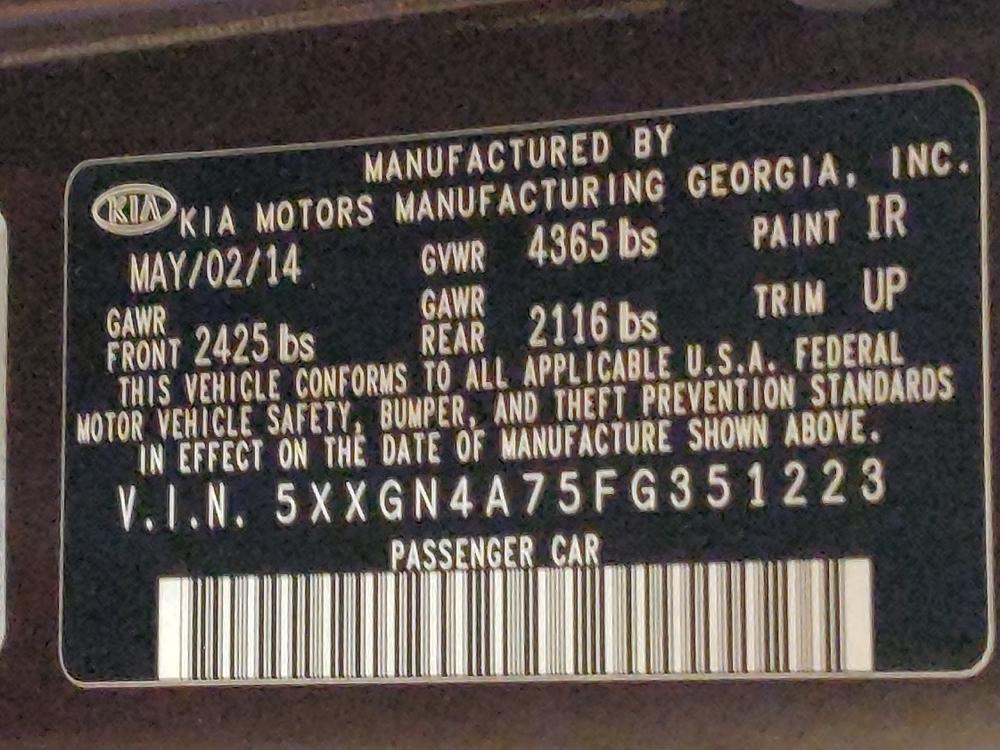 MANUFACTURED BY
KIA KIA MOTORS MANUFACTURING GEORGIA, INC.
MAY/02/14 GVWR 4365 lbs PAINT IR
GAWR FRONT 2425 lbs GAWR REAR 2116 lbs TRIM UP
THIS VEHICLE CONFORMS TO ALL APPLICABLE U.S.A. FEDERAL
MOTOR VEHICLE SAFETY, BUMPER, AND THEFT PREVENTION STANDARDS
IN EFFECT ON THE DATE OF MANUFACTURE SHOWN ABOVE.
V.I.N. 5XXGN4A75FG351223
PASSENGER CAR